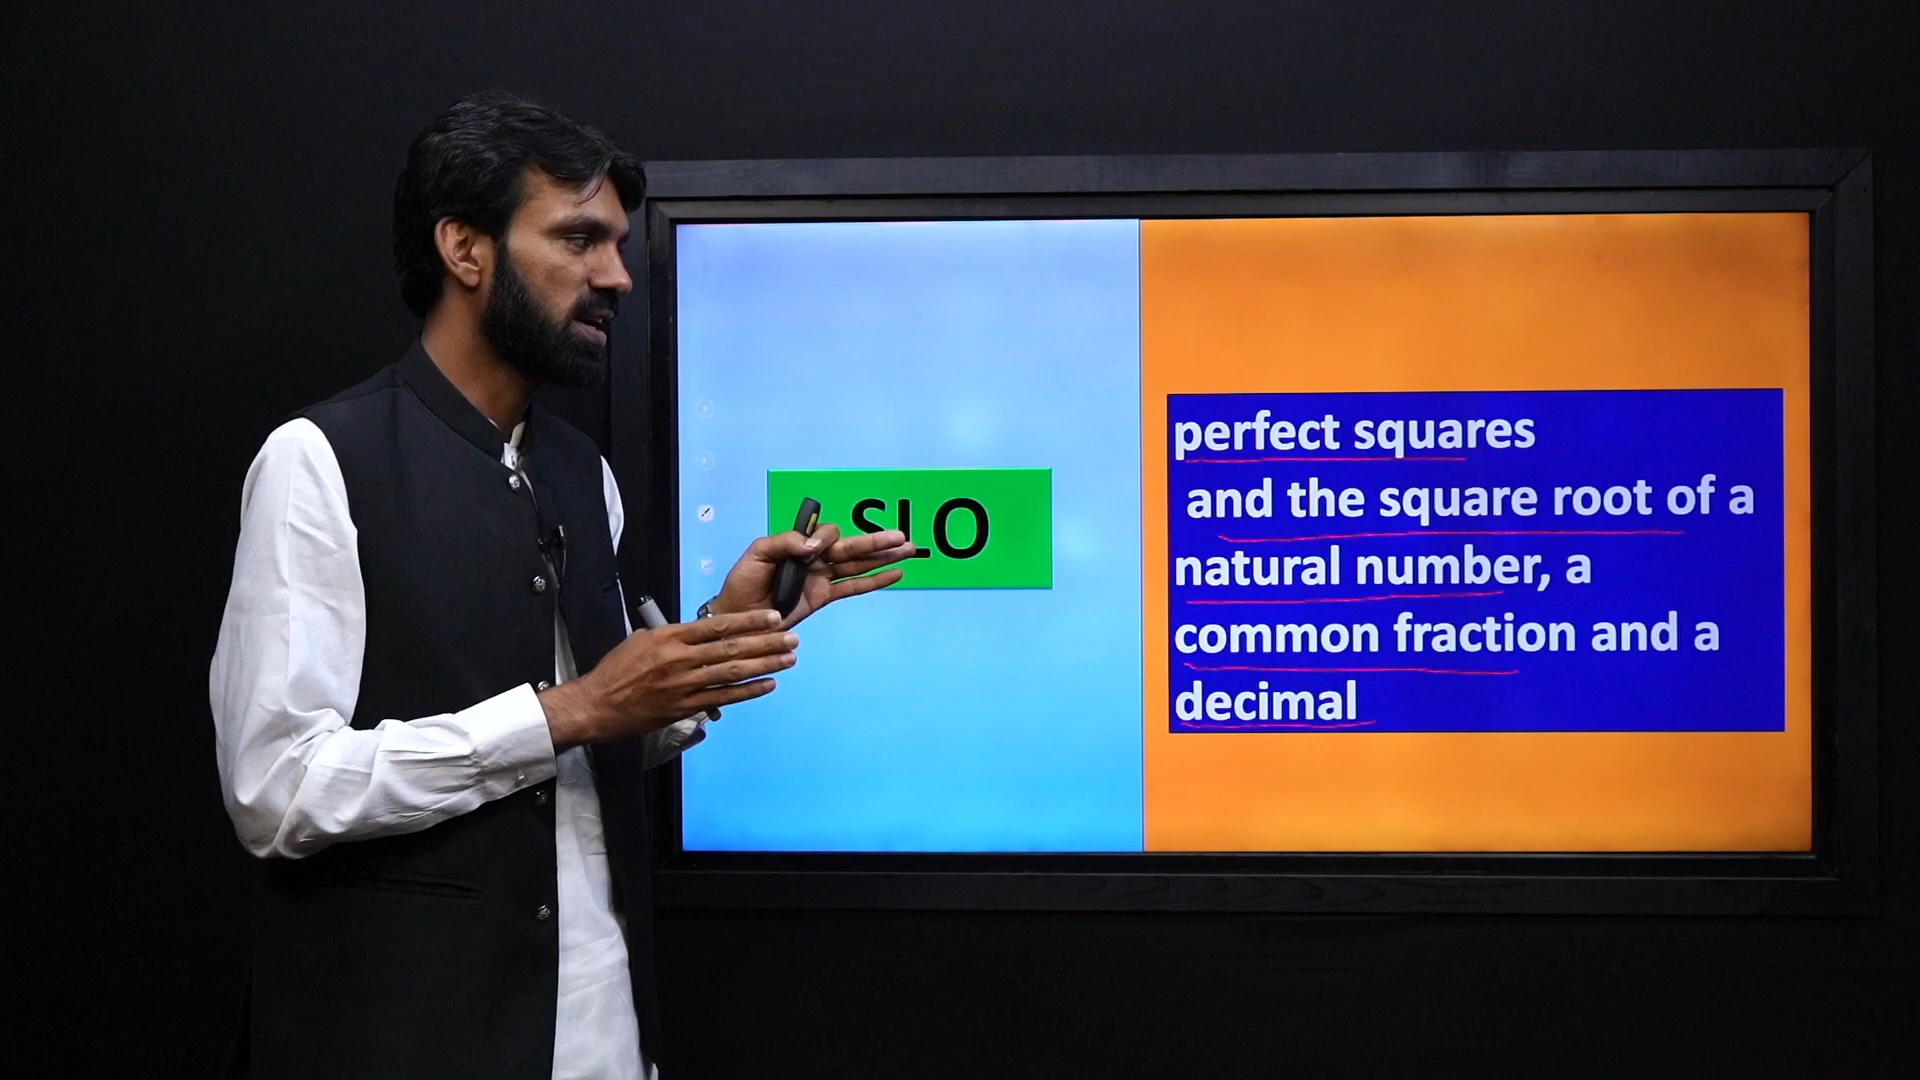 SLO
perfect squares
and the square root of a
natural number, a
common fraction and a
decimal